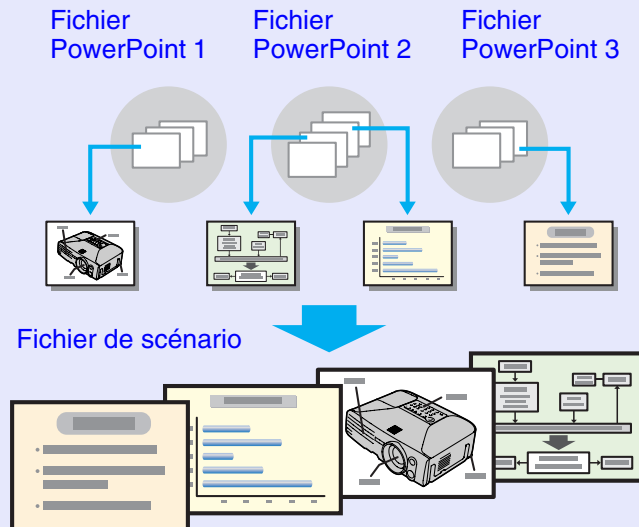 Fichier
PowerPoint 1
Fichier
PowerPoint 2
Fichier
PowerPoint 3
Fichier de scénario